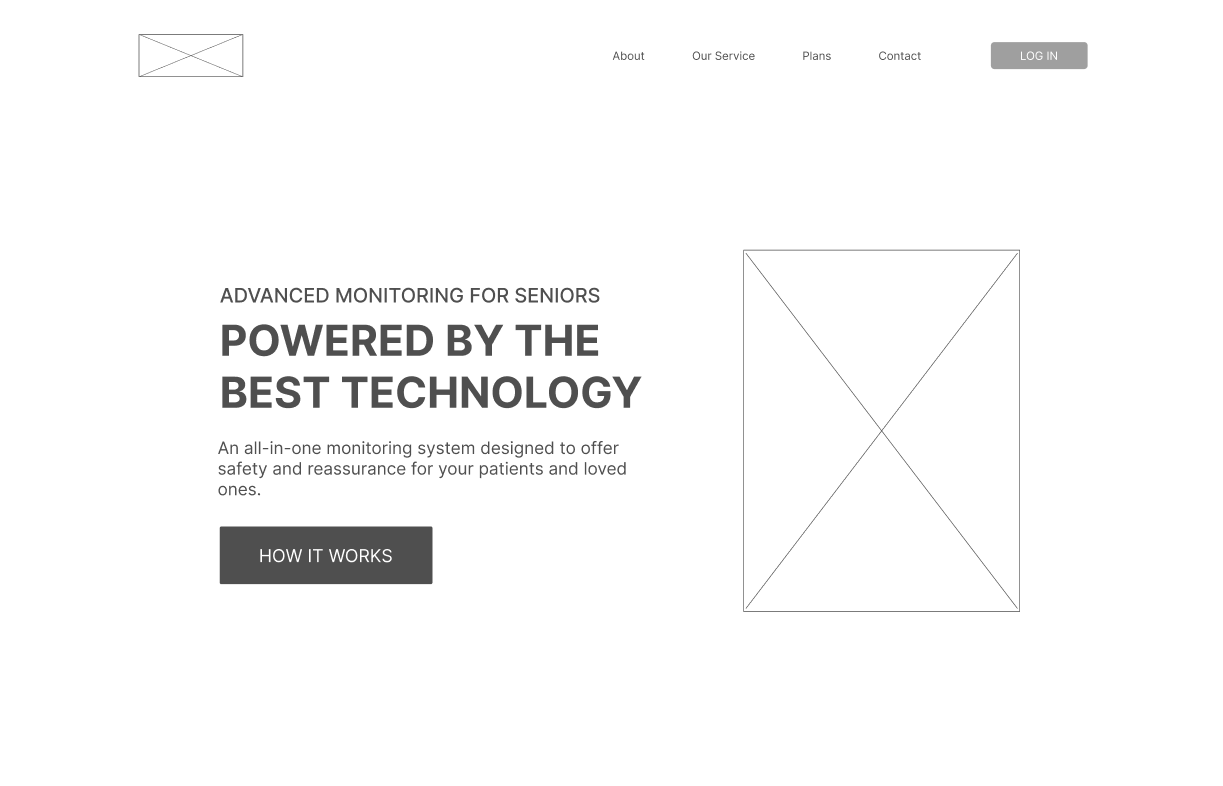 About Our Service Plans Contact LOG IN
ADVANCED MONITORING FOR SENIORS
POWERED BY THE
BEST TECHNOLOGY
An all-in-one monitoring system designed to offer
safety and reassurance for your patients and loved
ones.
HOW IT WORKS